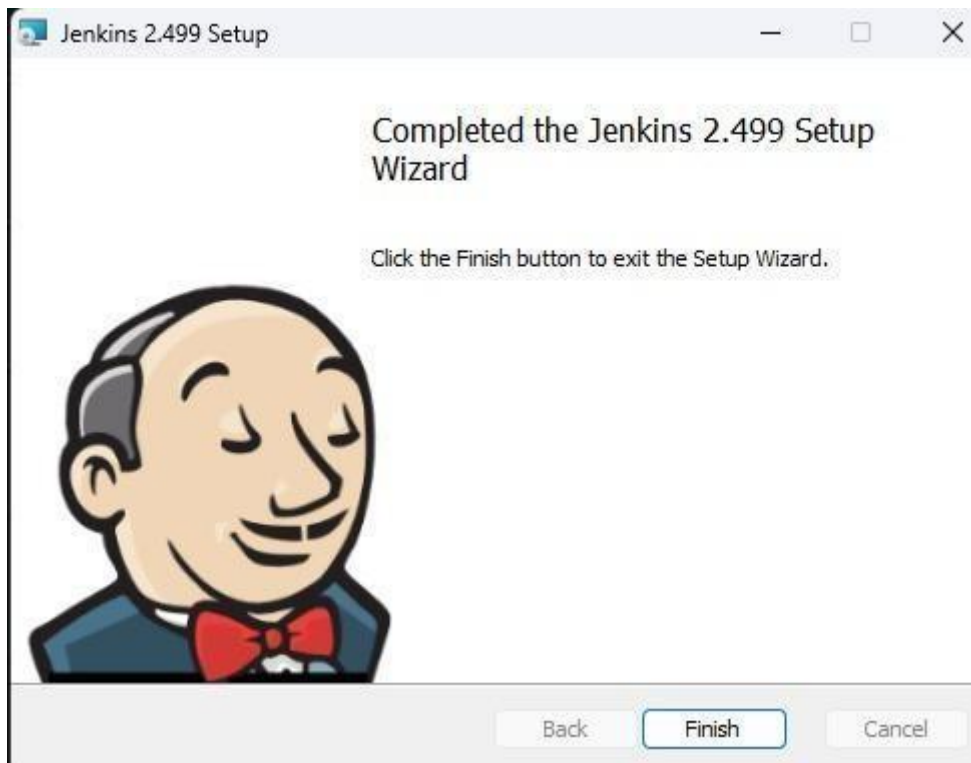 Jenkins 2.499 Setup
Completed the Jenkins 2.499 Setup
Wizard
Click the Finish button to exit the Setup Wizard.
Back
Finish
Cancel